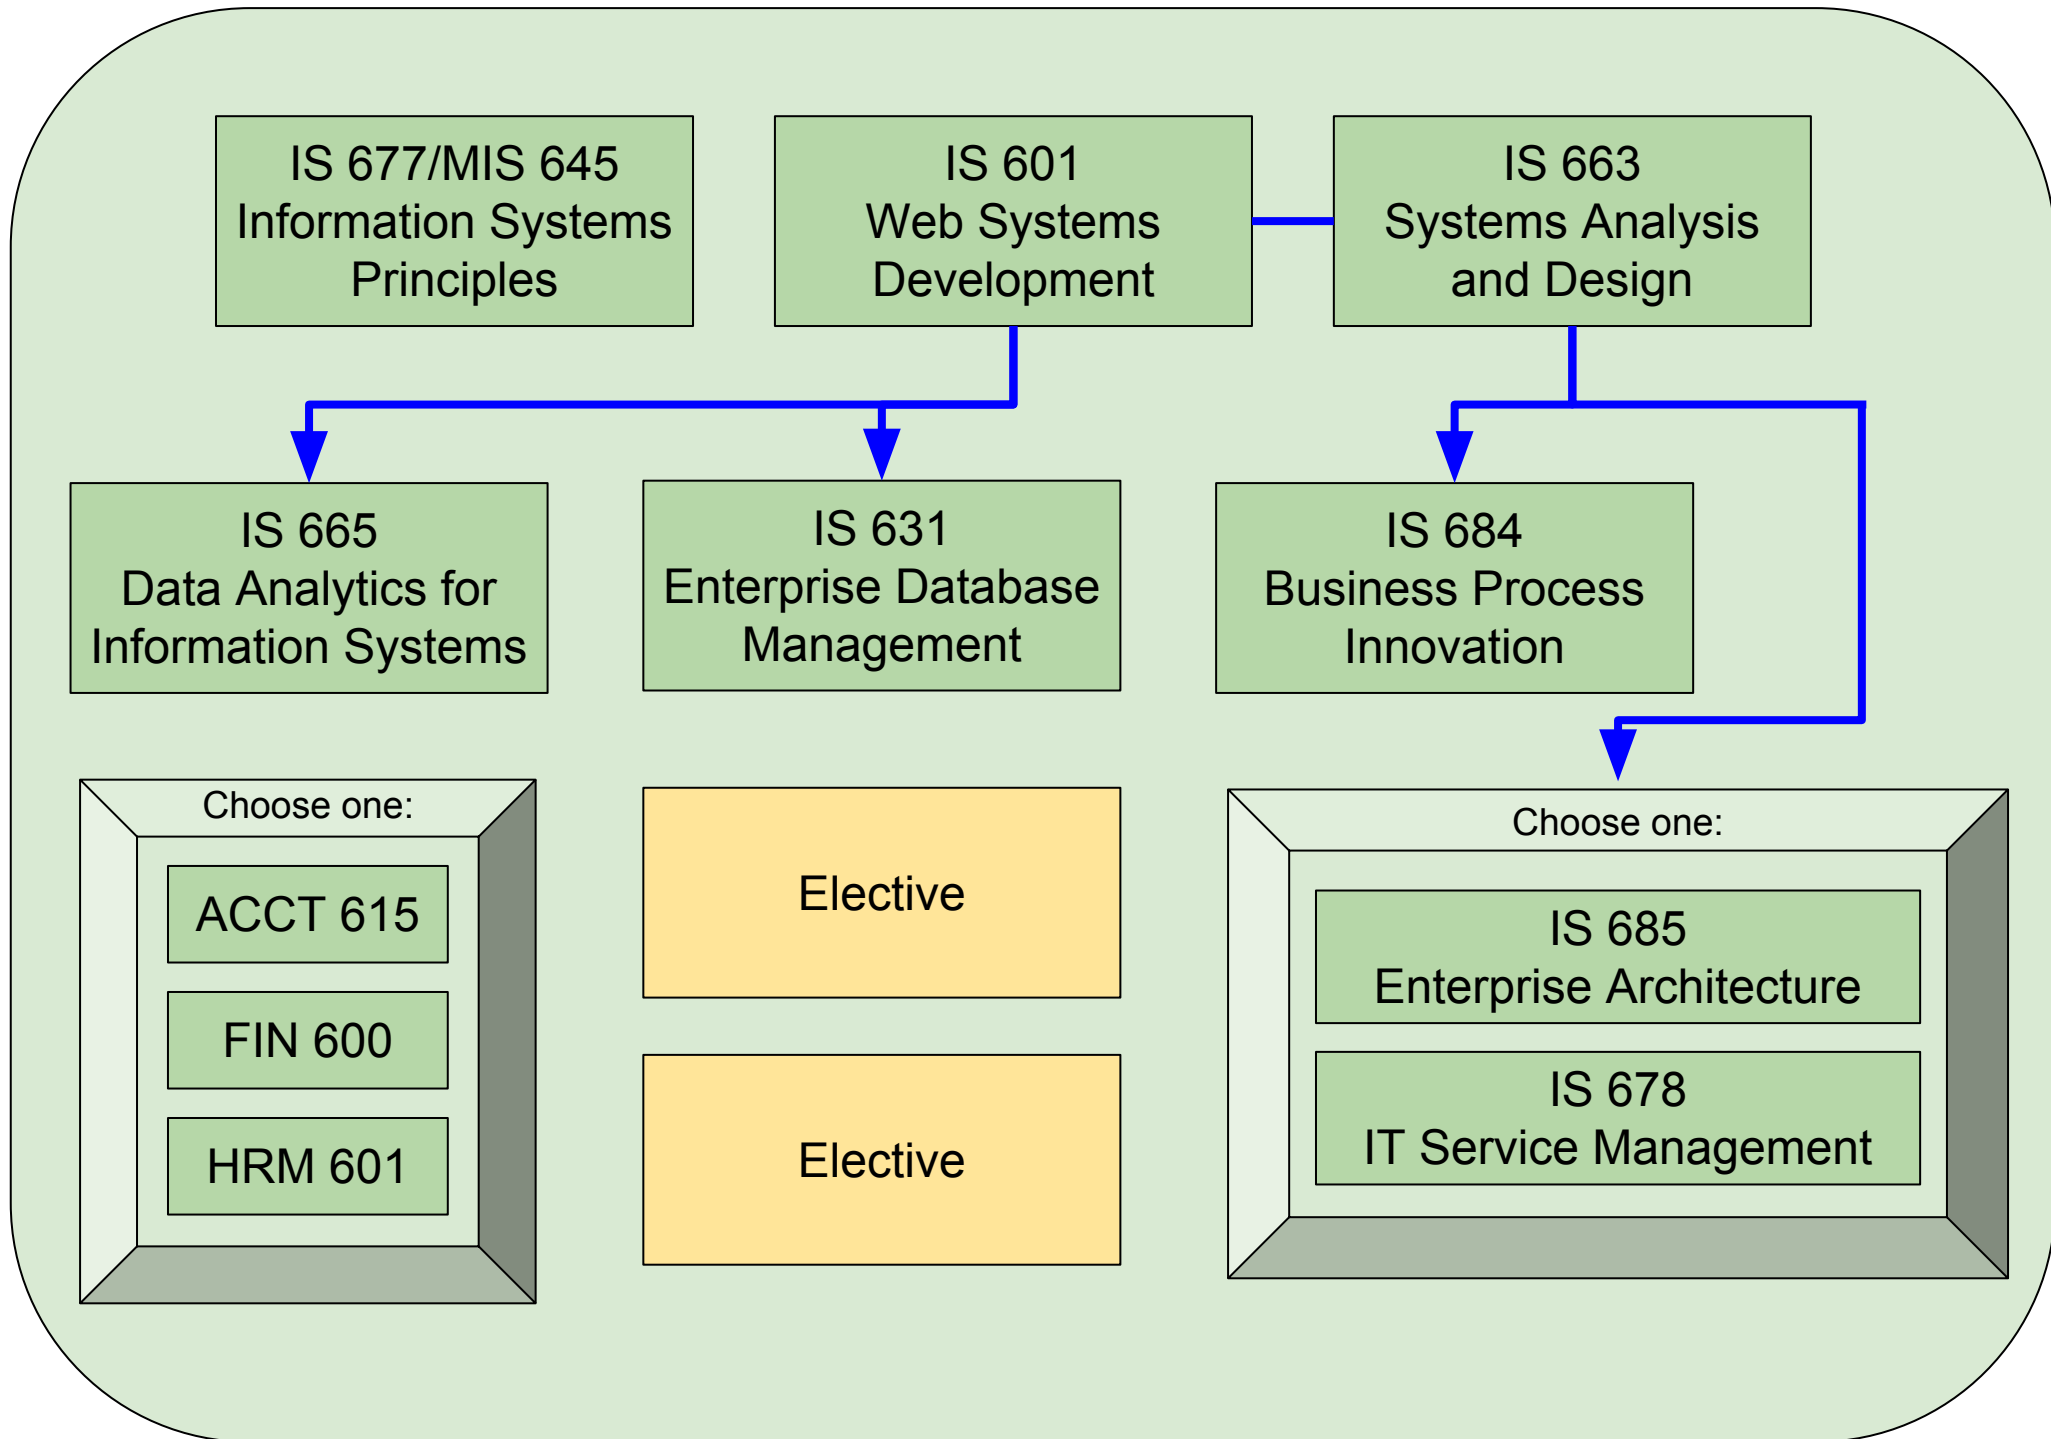 IS 677/MIS 645
Information Systems
Principles
IS 601
Web Systems
Development
IS 663
Systems Analysis
and Design
IS 665
Data Analytics for
Information Systems
IS 631
Enterprise Database
Management
IS 684
Business Process
Innovation
Choose one:
ACCT 615
FIN 600
HRM 601
Elective
Elective
Choose one:
IS 685
Enterprise Architecture
IS 678
IT Service Management